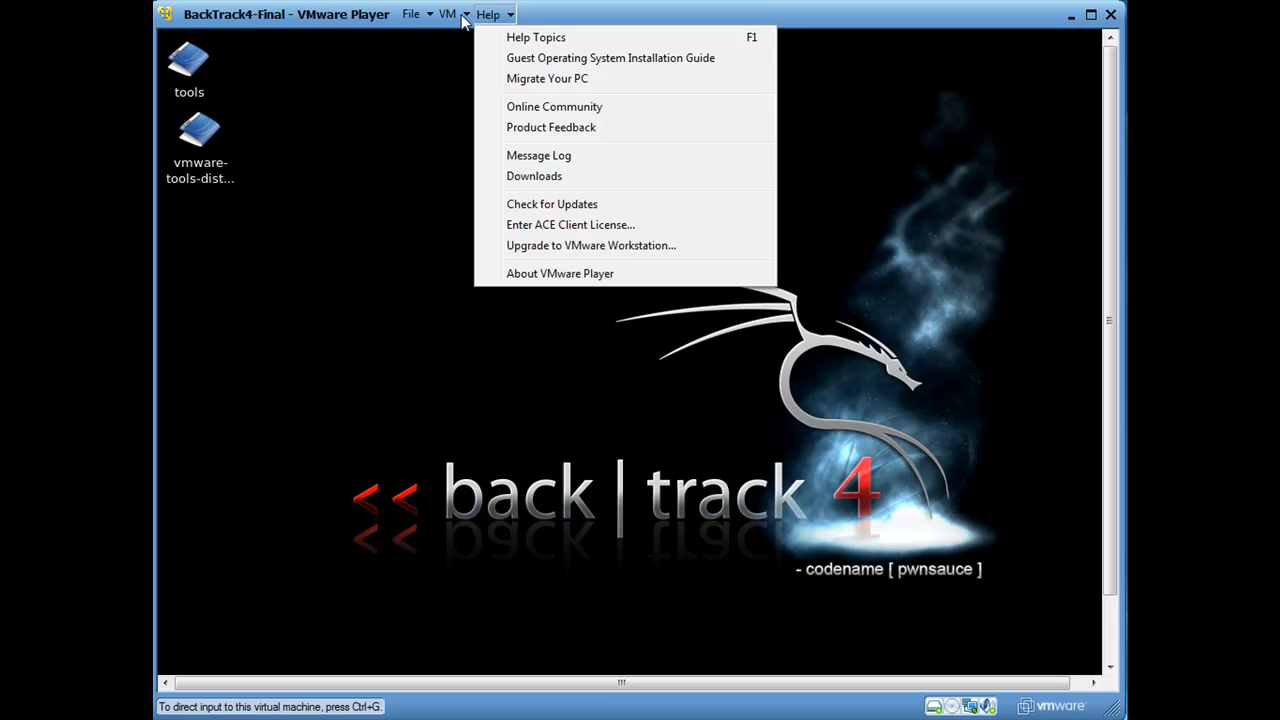 BackTrack4-Final - VMware Player File VM Help
Help Topics F1
Guest Operating System Installation Guide
Migrate Your PC
Online Community
Product Feedback
Message Log
Downloads
Check for Updates
Enter ACE Client License...
Upgrade to VMware Workstation...
About VMware Player
tools
vmware-
tools-dist...
<< back | track 4
- codename [ pwnsauce ]
To direct input to this virtual machine, press Ctrl+G.
vmware